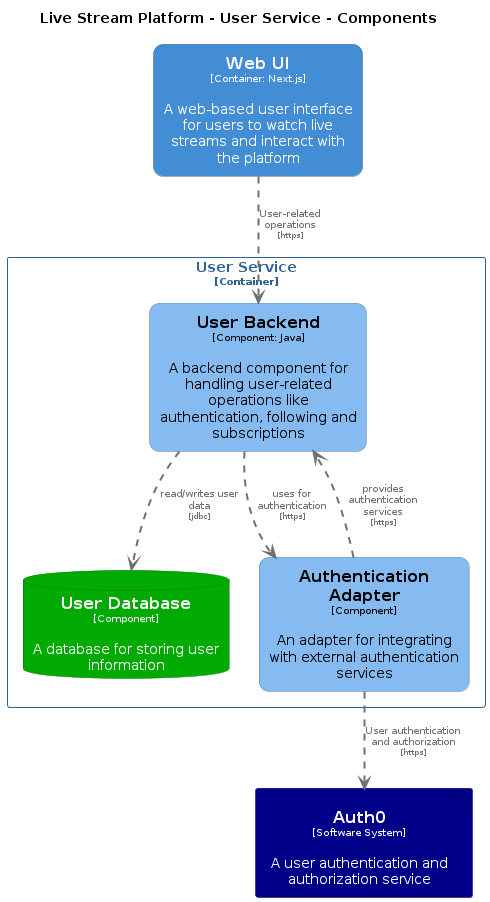 Live Stream Platform - User Service - Components
Web UI
[Container: Next.js]
A web-based user interface
for users to watch live
streams and interact with
the platform
User-related
operations
[https]
User Service
[Container]
User Backend
[Component: Java]
A backend component for
handling user-related
operations like
authentication, following and
subscriptions
read/writes user
data
[jdbc]
uses for
authentication
[https]
provides
authentication
services
[https]
User Database
[Component]
A database for storing user
information
Authentication
Adapter
[Component]
An adapter for integrating
with external authentication
services
User authentication
and authorization
[https]
Auth0
[Software System]
A user authentication and
authorization service